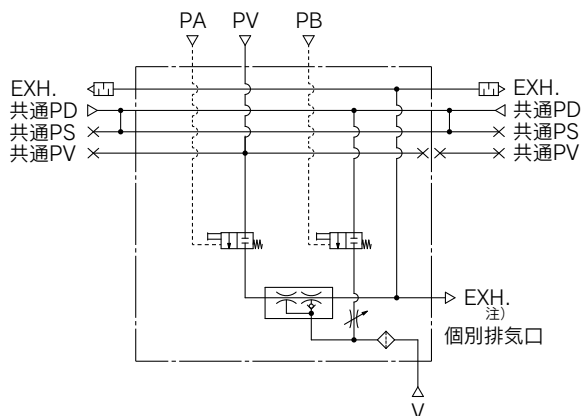 PA PV PB
EXH. EXH.
共通PD 共通PD
共通PS 共通PS
共通PV 共通PV
EXH.
注)
個別排気口
V